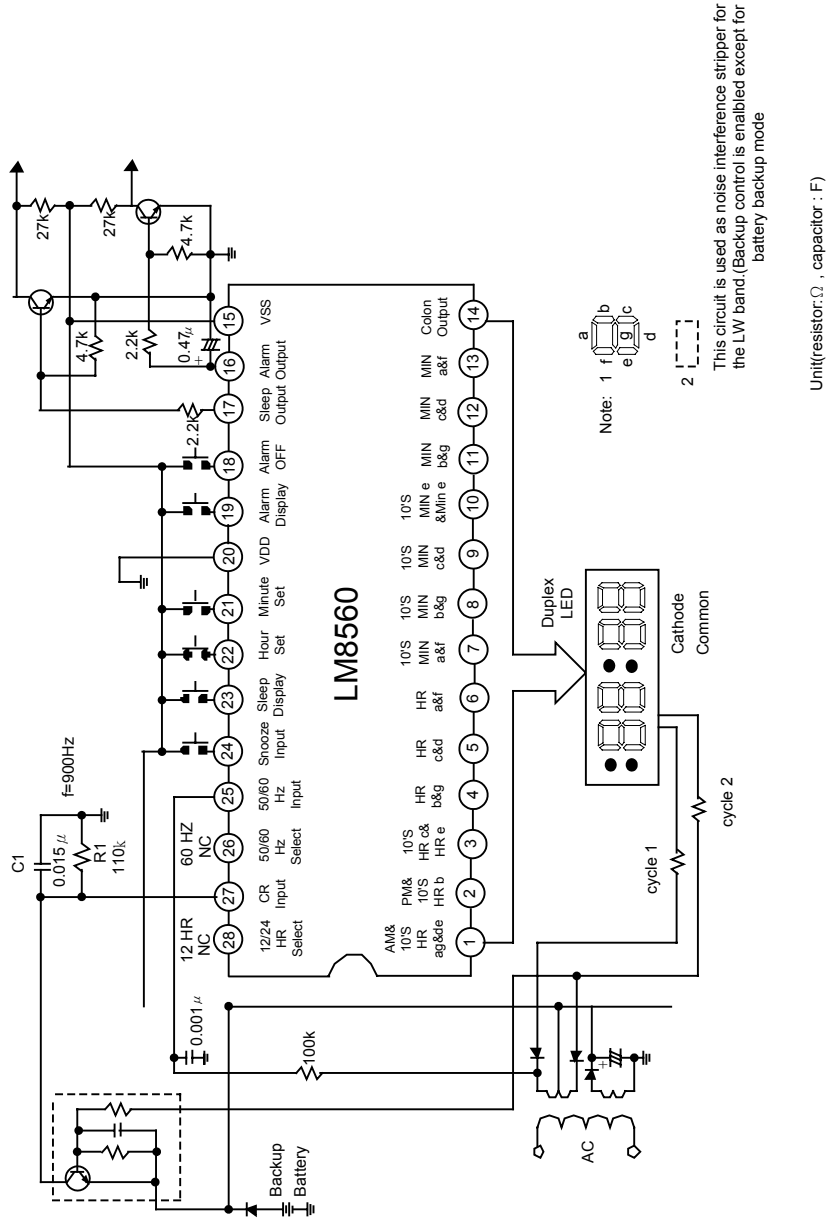 C1
0.015 μ
R1
110k
f=900Hz
27k
27k
4.7k
2.2k
4.7k
0.47μ
+
2.2k
12 HR
NC
60 HZ
NC
28
27
26
25
24
23
22
21
20
19
18
17
16
15
12/24
HR
Select
CR
Input
50/60
Hz
Select
50/60
Hz
Input
Snooze
Input
Sleep
Display
Hour
Set
Minute
Set
VDD
Alarm
Display
Alarm
OFF
Sleep
Output
Alarm
Output
VSS
LM8560
AM&
10'S
HR
ag&de
PM&
10'S
HR b
10'S
HR c&
HR e
HR
b&g
HR
c&d
HR
a&f
10'S
MIN
a&f
10'S
MIN
b&g
10'S
MIN
c&d
10'S
MIN e
&Min e
MIN
b&g
MIN
c&d
MIN
a&f
Colon
Output
1
2
3
4
5
6
7
8
9
10
11
12
13
14
0.001 μ
100k
Backup
Battery
+
AC
cycle 1
cycle 2
Duplex
LED
Cathode
Common
Note: 1
a
f b
g
e c
d
2
This circuit is used as noise interference stripper for
the LW band.(Backup control is enalbled except for
battery backup mode
Unit(resistor:Ω , capacitor : F)